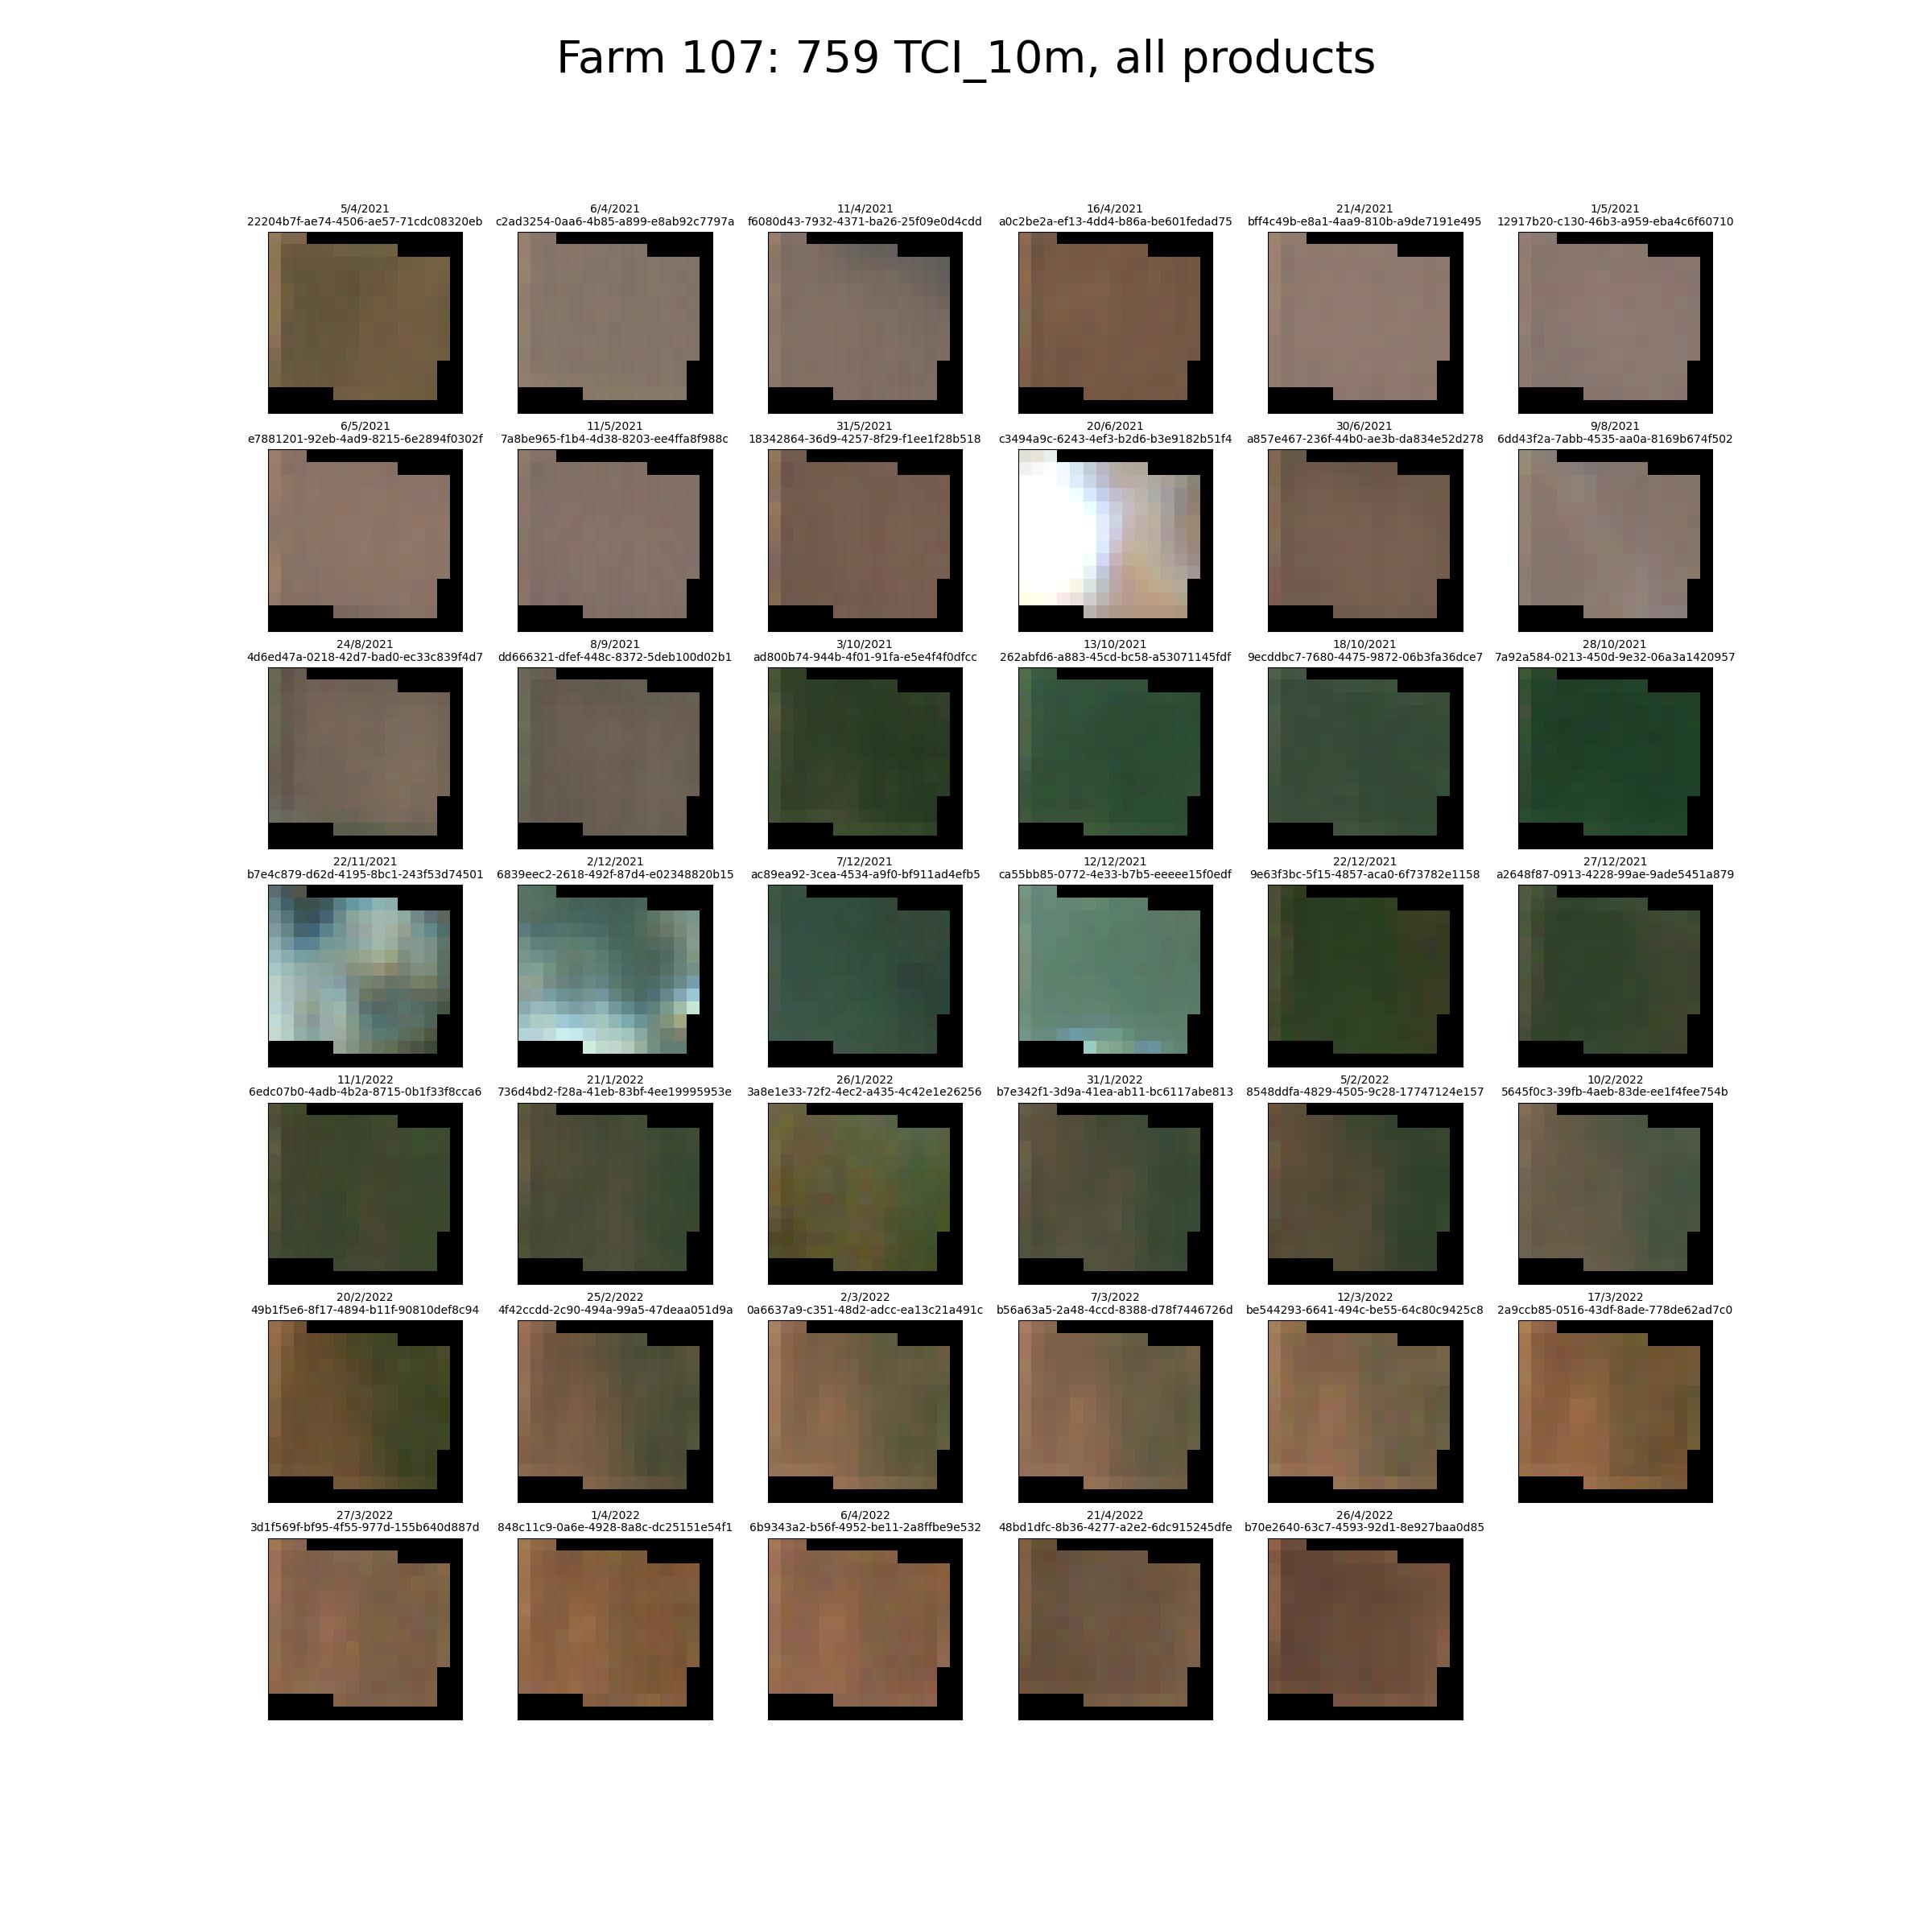 Farm 107: 759 TCI_10m, all products
5/4/2021 6/4/2021 11/4/2021 16/4/2021 21/4/2021 1/5/2021
22204b7f-ae74-4506-ae57-71cdc08320eb c2ad3254-0aa6-4b85-a899-e8ab92c7797a f6080d43-7932-4371-ba26-25f09e0d4cdd a0c2be2a-ef13-4dd4-b86a-be601fedad75 bff4c49b-e8a1-4aa9-810b-a9de7191e495 12917b20-c130-46b3-a959-eba4c6f60710
6/5/2021 11/5/2021 31/5/2021 20/6/2021 30/6/2021 9/8/2021
e7881201-92eb-4ad9-8215-6e2894f0302f 7a8be965-f1b4-4d38-8203-ee4ffa8f988c 18342864-36d9-4257-8f29-f1ee1f28b518 c3494a9c-6243-4ef3-b2d6-b3e9182b51f4 a857e467-236f-44b0-ae3b-da834e52d278 6dd43f2a-7abb-4535-aa0a-8169b674f502
24/8/2021 8/9/2021 3/10/2021 13/10/2021 18/10/2021 28/10/2021
4d6ed47a-0218-42d7-bad0-ec33c839f4d7 dd666321-dfef-448c-8372-5deb100d02b1 ad800b74-944b-4f01-91fa-e5e4f4f0dfcc 262abfd6-a883-45cd-bc58-a53071145fdf 9ecddbc7-7680-4475-9872-06b3fa36dce7 7a92a584-0213-450d-9e32-06a3a1420957
22/11/2021 2/12/2021 7/12/2021 12/12/2021 22/12/2021 27/12/2021
b7e4c879-d62d-4195-8bc1-243f53d74501 6839eec2-2618-492f-87d4-e02348820b15 ac89ea92-3cea-4534-a9f0-bf911ad4efb5 ca55bb85-0772-4e33-b7b5-eeeee15f0edf 9e63f3bc-5f15-4857-aca0-6f73782e1158 a2648f87-0913-4228-99ae-9ade5451a879
11/1/2022 21/1/2022 26/1/2022 31/1/2022 5/2/2022 10/2/2022
6edc07b0-4adb-4b2a-8715-0b1f33f8cca6 736d4bd2-f28a-41eb-83bf-4ee19995953e 3a8e1e33-72f2-4ec2-a435-4c42e1e26256 b7e342f1-3d9a-41ea-ab11-bc6117abe813 8548ddfa-4829-4505-9c28-17747124e157 5645f0c3-39fb-4aeb-83de-ee1f4fee754b
20/2/2022 25/2/2022 2/3/2022 7/3/2022 12/3/2022 17/3/2022
49b1f5e6-8f17-4894-b11f-90810def8c94 4f42ccdd-2c90-494a-99a5-47deaa051d9a 0a6637a9-c351-48d2-adcc-ea13c21a491c b56a63a5-2a48-4ccd-8388-d78f7446726d be544293-6641-494c-be55-64c80c9425c8 2a9ccb85-0516-43df-8ade-778de62ad7c0
27/3/2022 1/4/2022 6/4/2022 21/4/2022 26/4/2022
3d1f569f-bf95-4f55-977d-155b640d887d 848c11c9-0a6e-4928-8a8c-dc25151e54f1 6b9343a2-b56f-4952-be11-2a8ffbe9e532 48bd1dfc-8b36-4277-a2e2-6dc915245dfe b70e2640-63c7-4593-92d1-8e927baa0d85